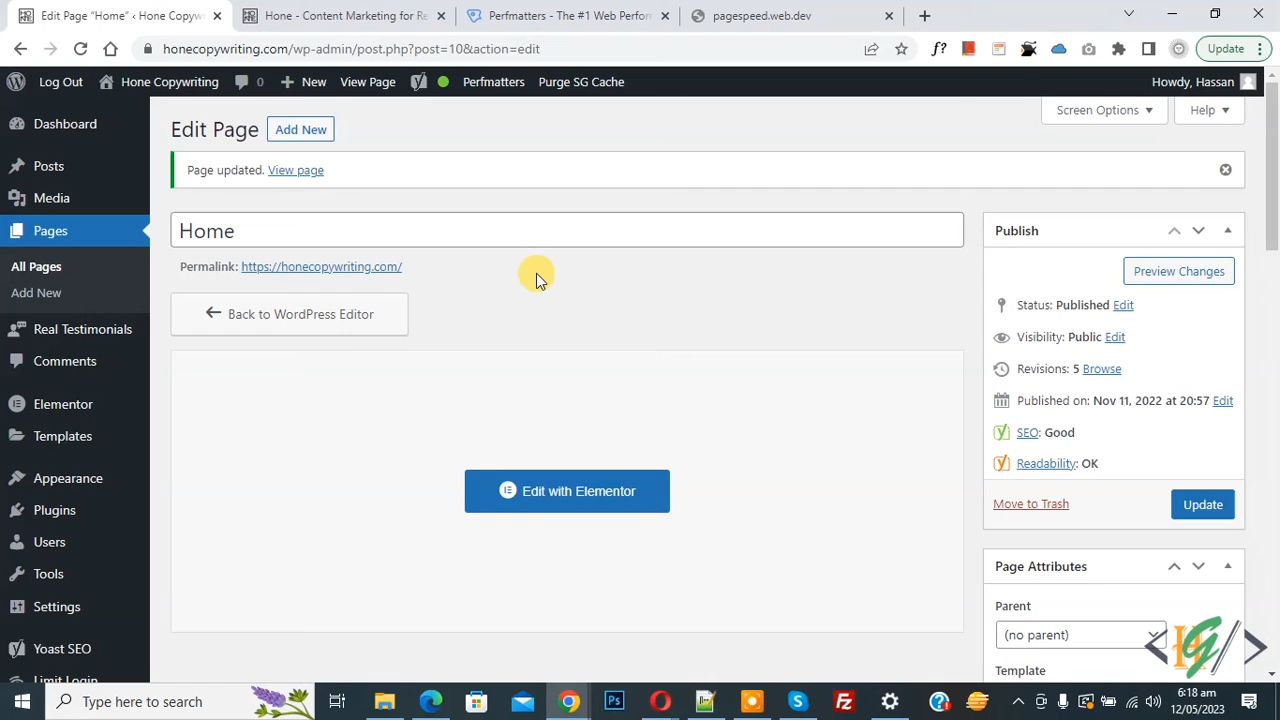 Edit Page “Home” ‹ Hone Copyw
Hone - Content Marketing for Re
Perfmatters - The #1 Web Perfor
pagespeed.web.dev
honecopywriting.com/wp-admin/post.php?post=10&action=edit
f?
Update
Log Out
Hone Copywriting
0
New
View Page
Perfmatters
Purge SG Cache
Howdy, Hassan
Dashboard
Posts
Media
Pages
All Pages
Add New
Real Testimonials
Comments
Elementor
Templates
Appearance
Plugins
Users
Tools
Settings
Yoast SEO
Limit Login
Screen Options
Help
Edit Page
Add New
Page updated. View page
Home
Permalink: https://honecopywriting.com/
Back to WordPress Editor
Edit with Elementor
Publish
Preview Changes
Status: Published Edit
Visibility: Public Edit
Revisions: 5 Browse
Published on: Nov 11, 2022 at 20:57 Edit
SEO: Good
Readability: OK
Move to Trash
Update
Page Attributes
Parent
(no parent)
Template
Type here to search
Ps
6:18 am
12/05/2023